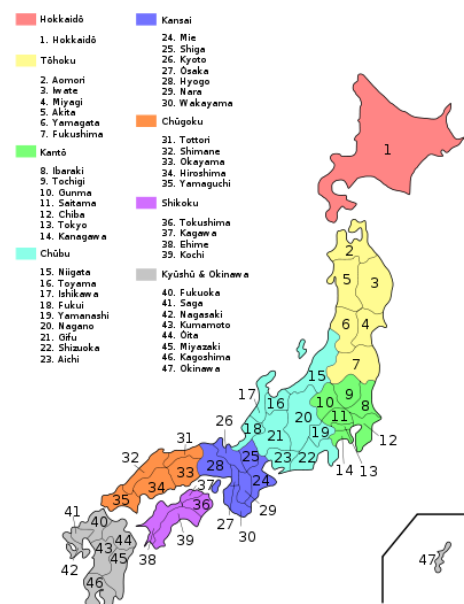 Hokkaidō
1. Hokkaidō
Tōhoku
2. Aomori
3. Iwate
4. Miyagi
5. Akita
6. Yamagata
7. Fukushima
Kantō
8. Ibaraki
9. Tochigi
10. Gunma
11. Saitama
12. Chiba
13. Tokyo
14. Kanagawa
Chūbu
15. Niigata
16. Toyama
17. Ishikawa
18. Fukui
19. Yamanashi
20. Nagano
21. Gifu
22. Shizuoka
23. Aichi
Kansai
24. Mie
25. Shiga
26. Kyoto
27. Ōsaka
28. Hyogo
29. Nara
30. Wakayama
Chūgoku
31. Tottori
32. Shimane
33. Okayama
34. Hiroshima
35. Yamaguchi
Shikoku
36. Tokushima
37. Kagawa
38. Ehime
39. Kochi
Kyūshū & Okinawa
40. Fukuoka
41. Saga
42. Nagasaki
43. Kumamoto
44. Ōita
45. Miyazaki
46. Kagoshima
47. Okinawa
1
2
5
3
6
4
7
15
17
16
10
9
8
20
11
18
21
19
12
26
31
25
23
22
14
13
32
28
24
33
37
34
36
29
35
27
30
41
40
39
38
44
43
45
42
46
47